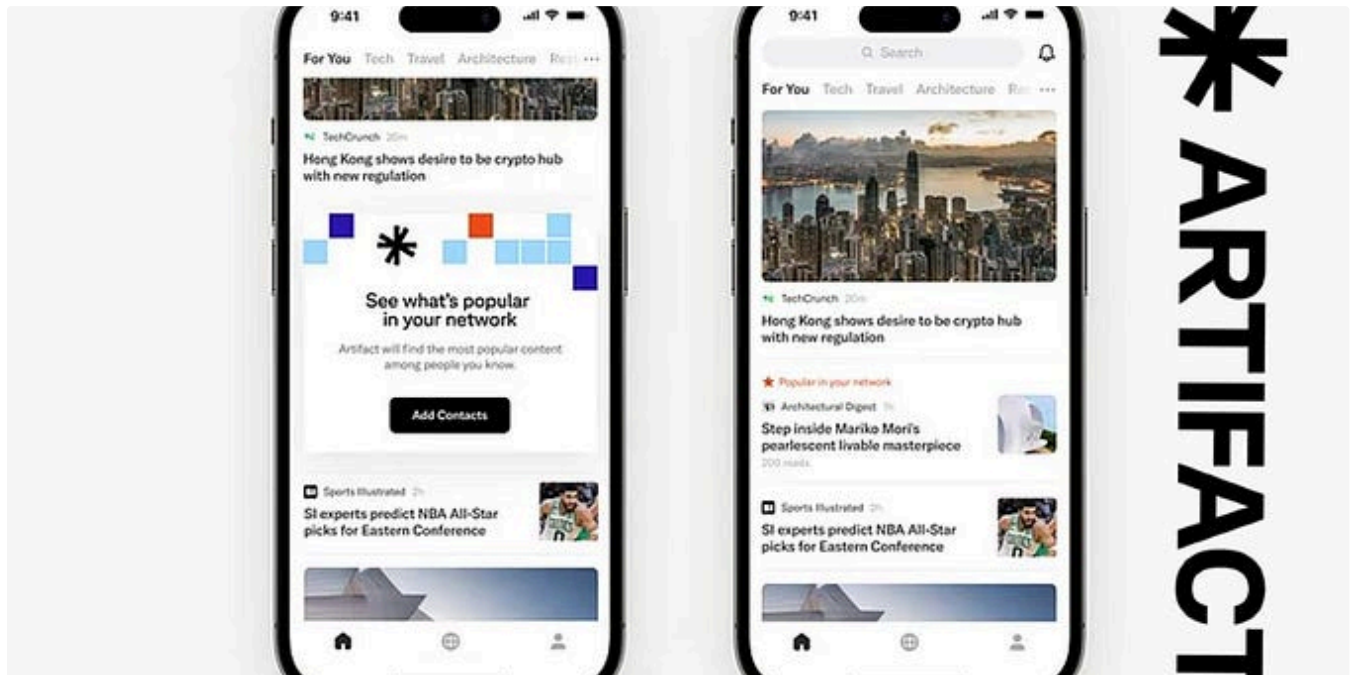 9:41
For You Tech Travel Architecture
TechCrunch 20m
Hong Kong shows desire to be crypto hub
with new regulation
See what's popular
in your network
Artifact will find the most popular content
among people you know.
Add Contacts
Sports Illustrated 2h
SI experts predict NBA All-Star
picks for Eastern Conference
9:41
Search
For You Tech Travel Architecture
TechCrunch 20m
Hong Kong shows desire to be crypto hub
with new regulation
Popular in your network
Architectural Digest 1h
Step inside Mariko Mori's
pearlescent livable masterpiece
200 reads
Sports Illustrated 2h
SI experts predict NBA All-Star
picks for Eastern Conference
ARTIFACT